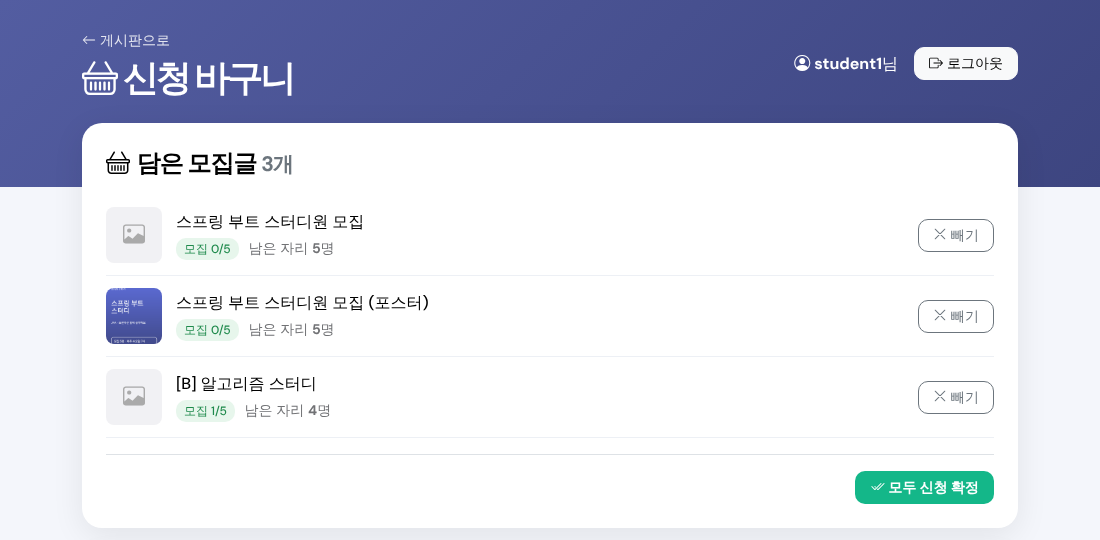 게시판으로
신청 바구니
student1님
로그아웃
담은 모집글 3개
스프링 부트 스터디원 모집
모집 0/5 남은 자리 5명
빼기
스프링 부트
스터디
스프링 부트 스터디원 모집 (포스터)
모집 0/5 남은 자리 5명
빼기
[B] 알고리즘 스터디
모집 1/5 남은 자리 4명
빼기
모두 신청 확정